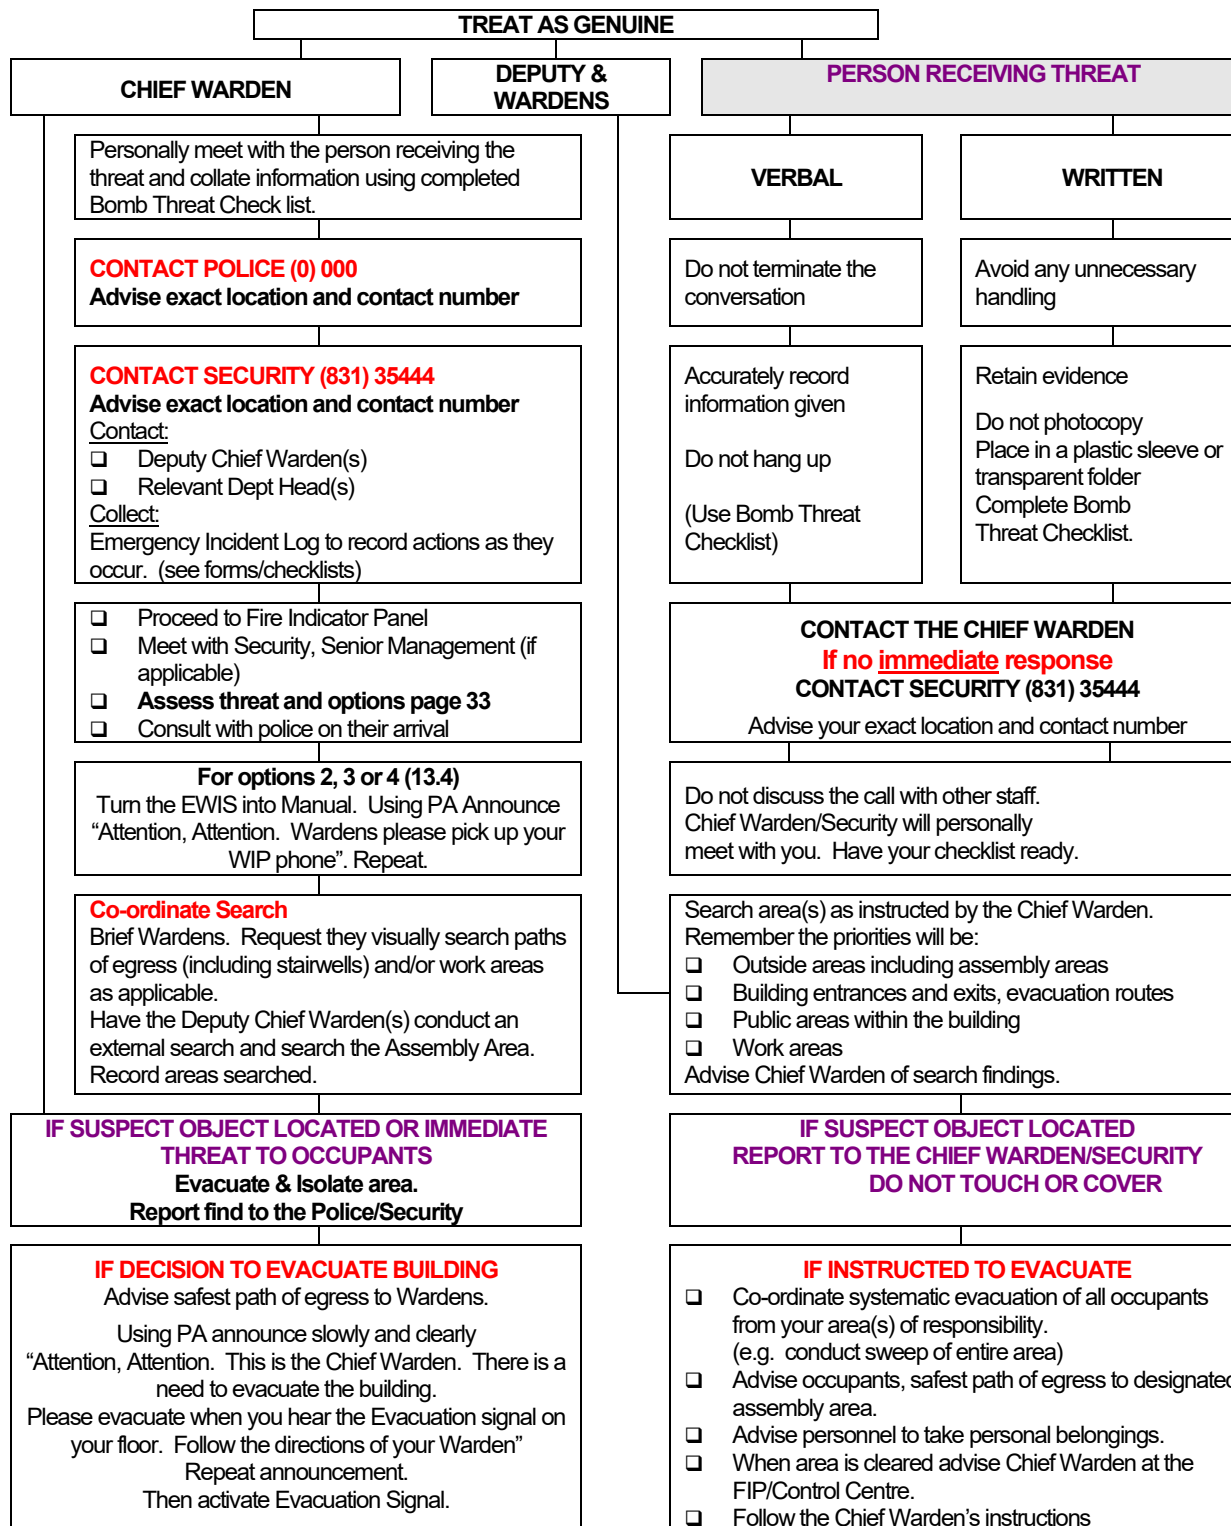 TREAT AS GENUINE
CHIEF WARDEN
DEPUTY &
WARDENS
PERSON RECEIVING THREAT
Personally meet with the person receiving the
threat and collate information using completed
Bomb Threat Check list.
CONTACT POLICE (0) 000
Advise exact location and contact number
CONTACT SECURITY (831) 35444
Advise exact location and contact number
Contact:
❑ Deputy Chief Warden(s)
❑ Relevant Dept Head(s)
Collect:
Emergency Incident Log to record actions as they
occur. (see forms/checklists)
❑ Proceed to Fire Indicator Panel
❑ Meet with Security, Senior Management (if
applicable)
❑ Assess threat and options page 33
❑ Consult with police on their arrival
For options 2, 3 or 4 (13.4)
Turn the EWIS into Manual. Using PA Announce
“Attention, Attention. Wardens please pick up your
WIP phone”. Repeat.
Co-ordinate Search
Brief Wardens. Request they visually search paths
of egress (including stairwells) and/or work areas
as applicable.
Have the Deputy Chief Warden(s) conduct an
external search and search the Assembly Area.
Record areas searched.
IF SUSPECT OBJECT LOCATED OR IMMEDIATE
THREAT TO OCCUPANTS
Evacuate & Isolate area.
Report find to the Police/Security
IF DECISION TO EVACUATE BUILDING
Advise safest path of egress to Wardens.
Using PA announce slowly and clearly
“Attention, Attention. This is the Chief Warden. There is a
need to evacuate the building.
Please evacuate when you hear the Evacuation signal on
your floor. Follow the directions of your Warden”
Repeat announcement.
Then activate Evacuation Signal.
VERBAL
Do not terminate the
conversation
Accurately record
information given
Do not hang up
(Use Bomb Threat
Checklist)
WRITTEN
Avoid any unnecessary
handling
Retain evidence
Do not photocopy
Place in a plastic sleeve or
transparent folder
Complete Bomb
Threat Checklist.
CONTACT THE CHIEF WARDEN
If no immediate response
CONTACT SECURITY (831) 35444
Advise your exact location and contact number
Do not discuss the call with other staff.
Chief Warden/Security will personally
meet with you. Have your checklist ready.
Search area(s) as instructed by the Chief Warden.
Remember the priorities will be:
❑ Outside areas including assembly areas
❑ Building entrances and exits, evacuation routes
❑ Public areas within the building
❑ Work areas
Advise Chief Warden of search findings.
IF SUSPECT OBJECT LOCATED
REPORT TO THE CHIEF WARDEN/SECURITY
DO NOT TOUCH OR COVER
IF INSTRUCTED TO EVACUATE
❑ Co-ordinate systematic evacuation of all occupants
from your area(s) of responsibility.
(e.g. conduct sweep of entire area)
❑ Advise occupants, safest path of egress to designated
assembly area.
❑ Advise personnel to take personal belongings.
❑ When area is cleared advise Chief Warden at the
FIP/Control Centre.
❑ Follow the Chief Warden’s instructions